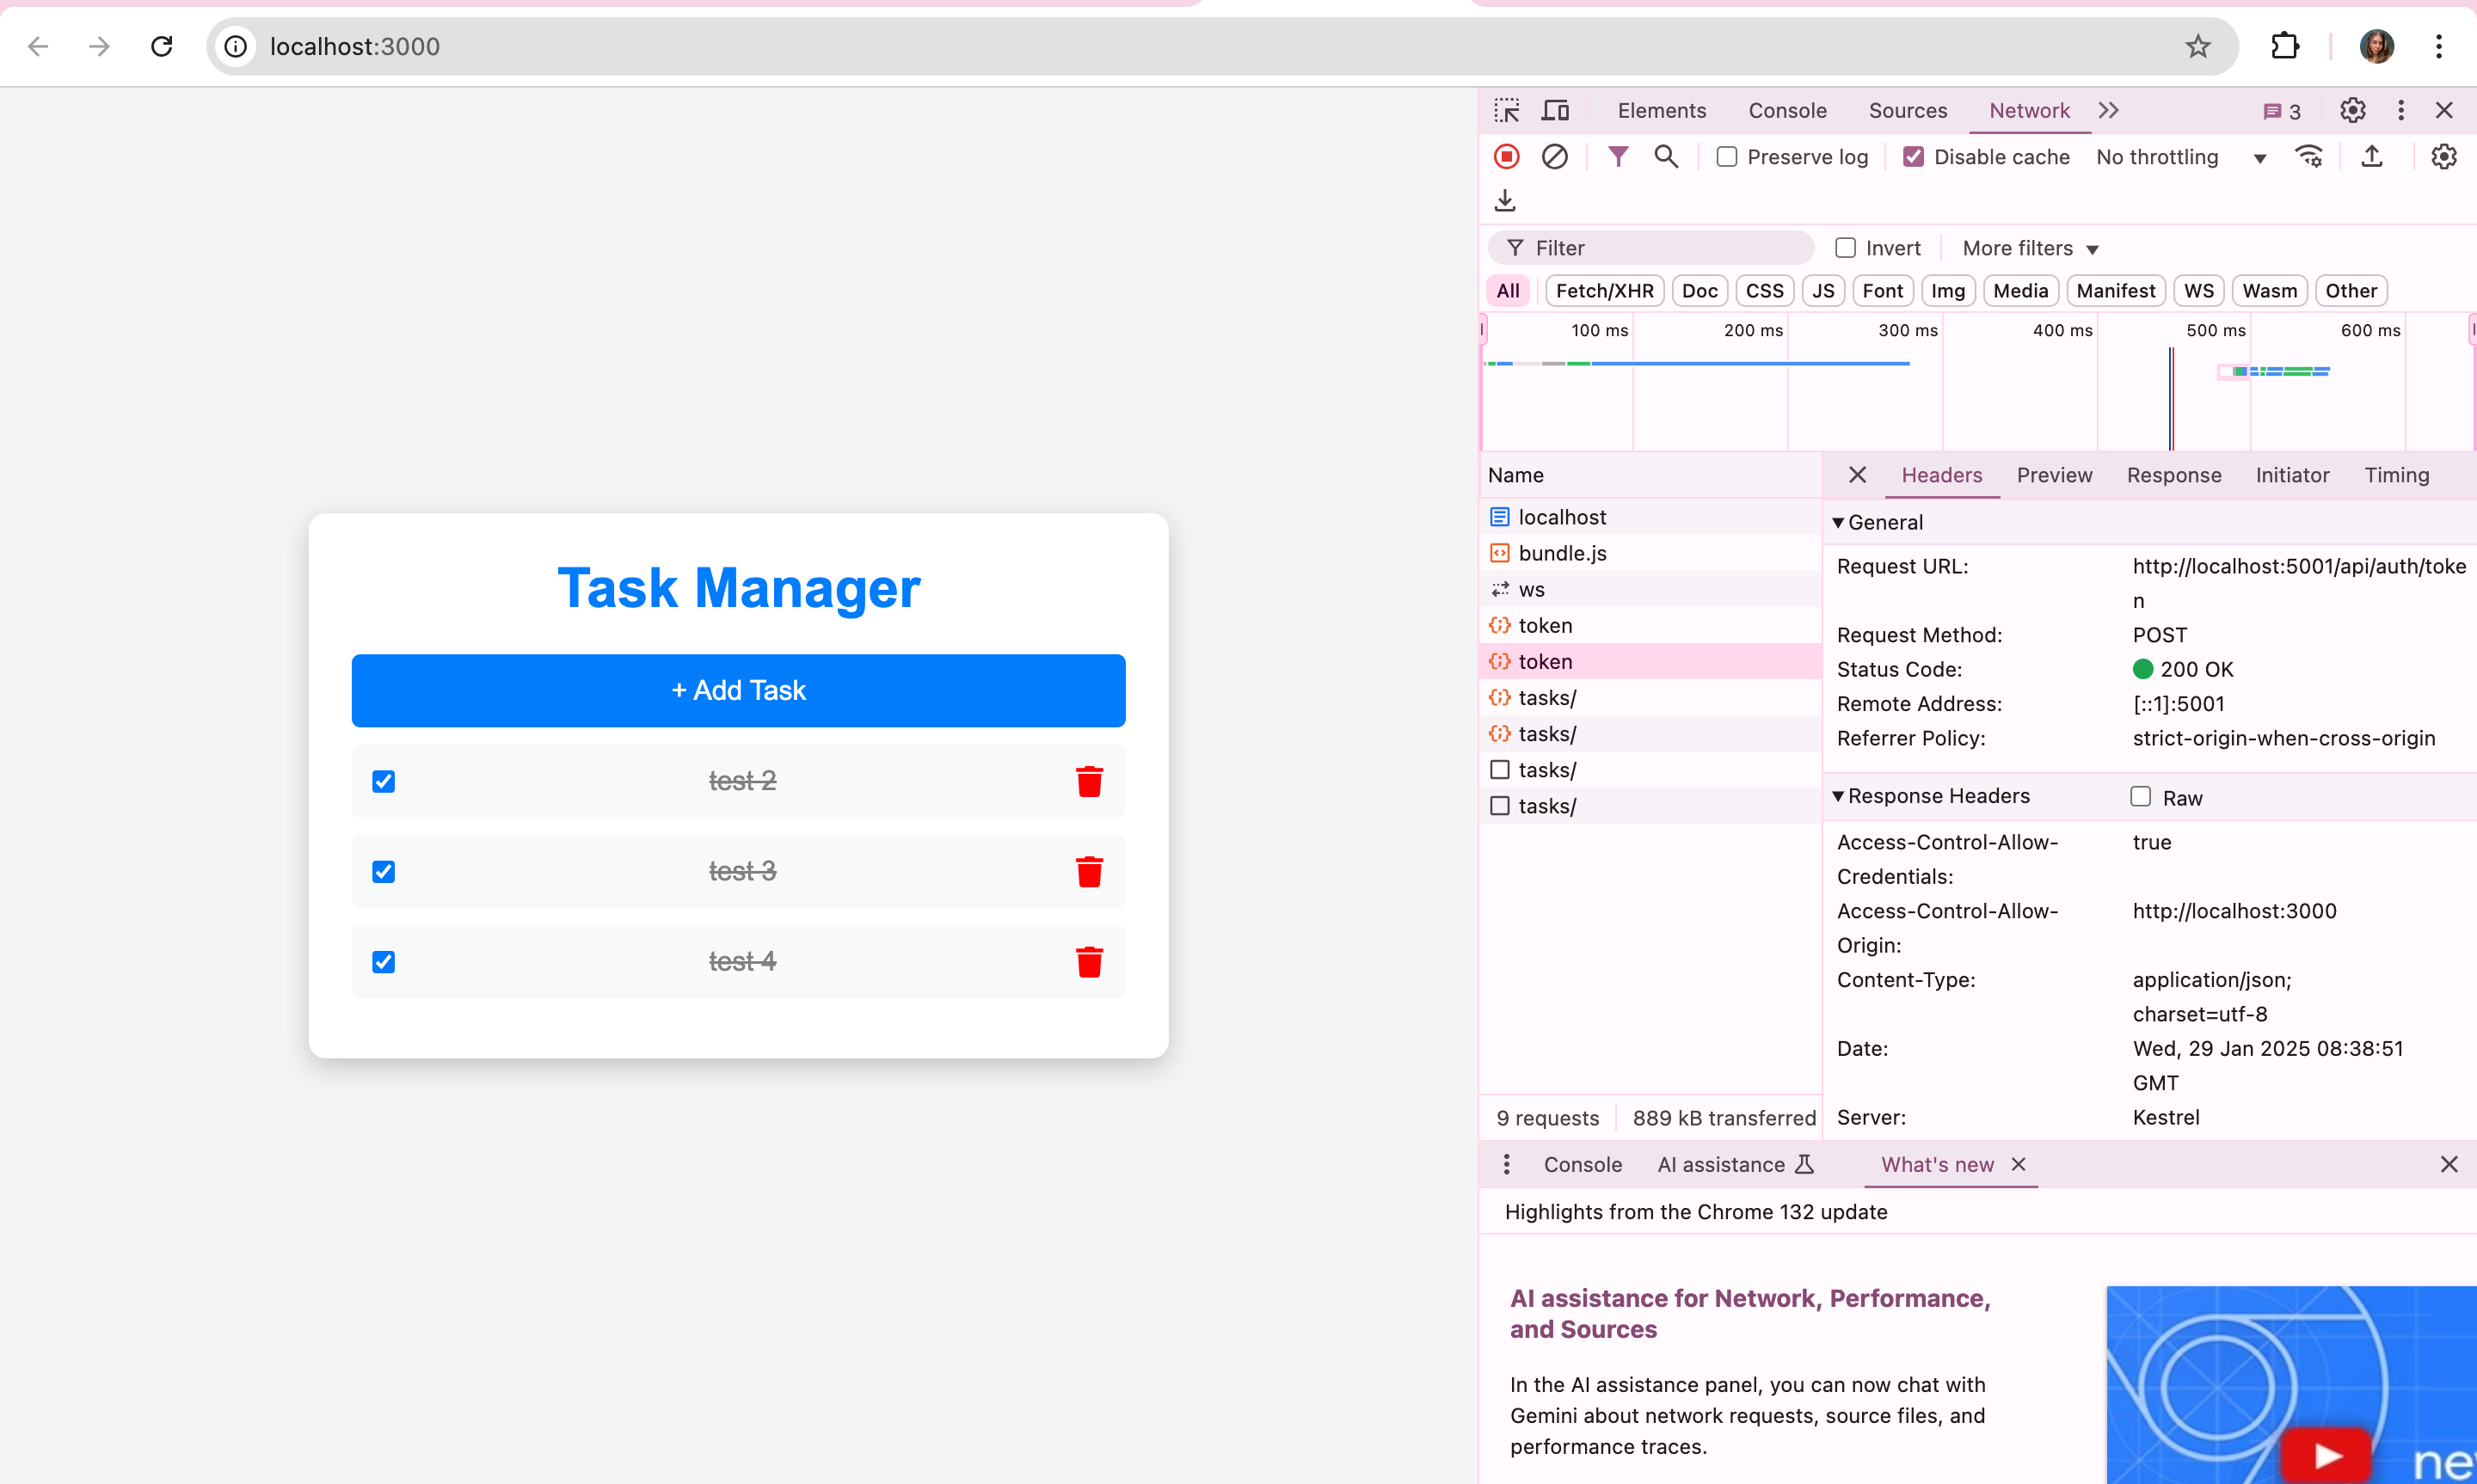 localhost:3000
Elements Console Sources Network 3
Preserve log Disable cache No throttling
Filter Invert More filters
All Fetch/XHR Doc CSS JS Font Img Media Manifest WS Wasm Other
100 ms 200 ms 300 ms 400 ms 500 ms 600 ms
Task Manager
+ Add Task
test 2
test 3
test 4
Name
localhost
bundle.js
ws
token
token
tasks/
tasks/
tasks/
tasks/
9 requests 889 kB transferred
Headers Preview Response Initiator Timing
General
Request URL: http://localhost:5001/api/auth/toke
n
Request Method: POST
Status Code: 200 OK
Remote Address: [::1]:5001
Referrer Policy: strict-origin-when-cross-origin
Response Headers Raw
Access-Control-Allow- true
Credentials:
Access-Control-Allow- http://localhost:3000
Origin:
Content-Type: application/json;
charset=utf-8
Date: Wed, 29 Jan 2025 08:38:51
GMT
Server: Kestrel
Console AI assistance What's new
Highlights from the Chrome 132 update
AI assistance for Network, Performance,
and Sources
In the AI assistance panel, you can now chat with
Gemini about network requests, source files, and
performance traces.